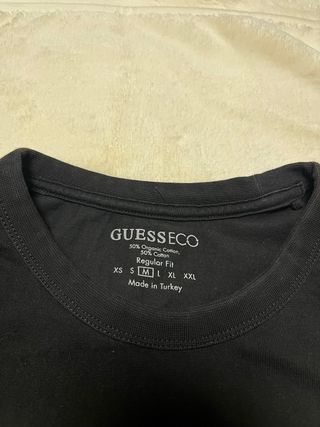 GUESSECO
50% Organic Cotton,
50% Cotton
Regular Fit
XS S M L XL XXL
Made in Turkey